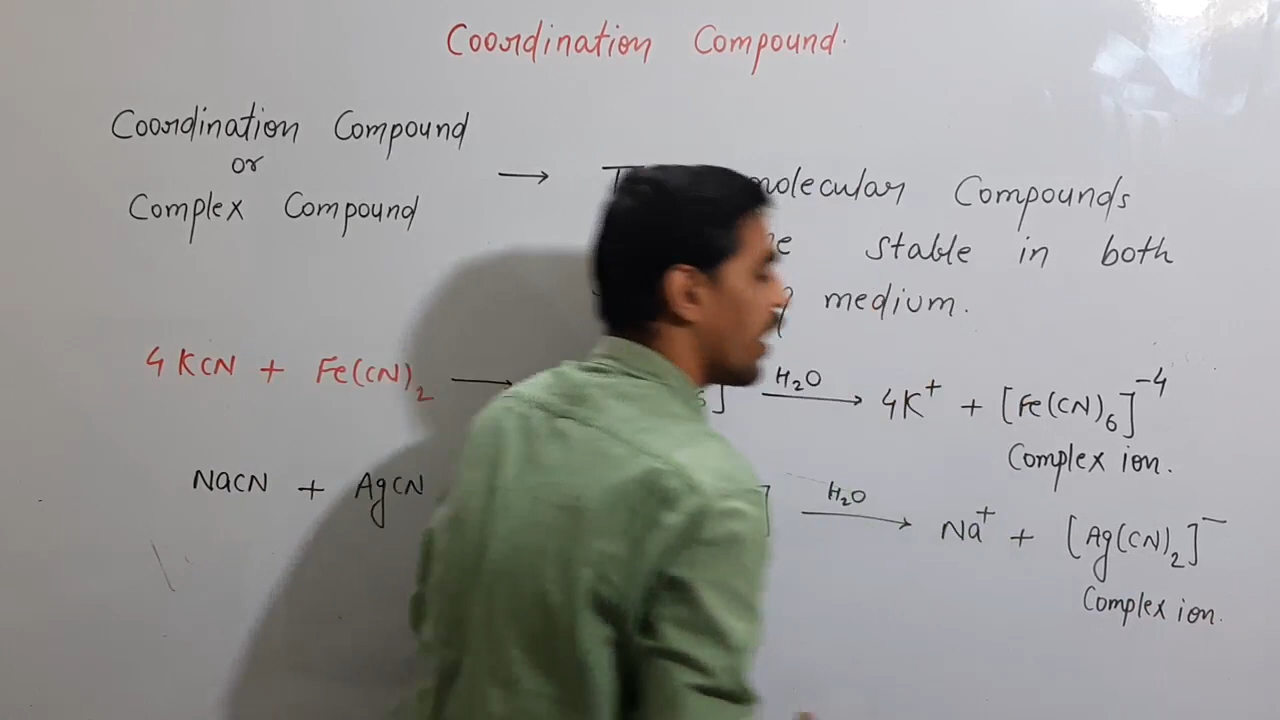 Coordination Compound.
Coordination Compound
or
Complex Compound
→ molecular Compounds
stable in both
medium.
4 KCN + Fe(CN)₂ → ₆] H₂O → 4K⁺ + [Fe(CN)₆]⁻⁴
Complex ion.
NaCN + AgCN ] H₂O → Na⁺ + [Ag(CN)₂]⁻
Complex ion.